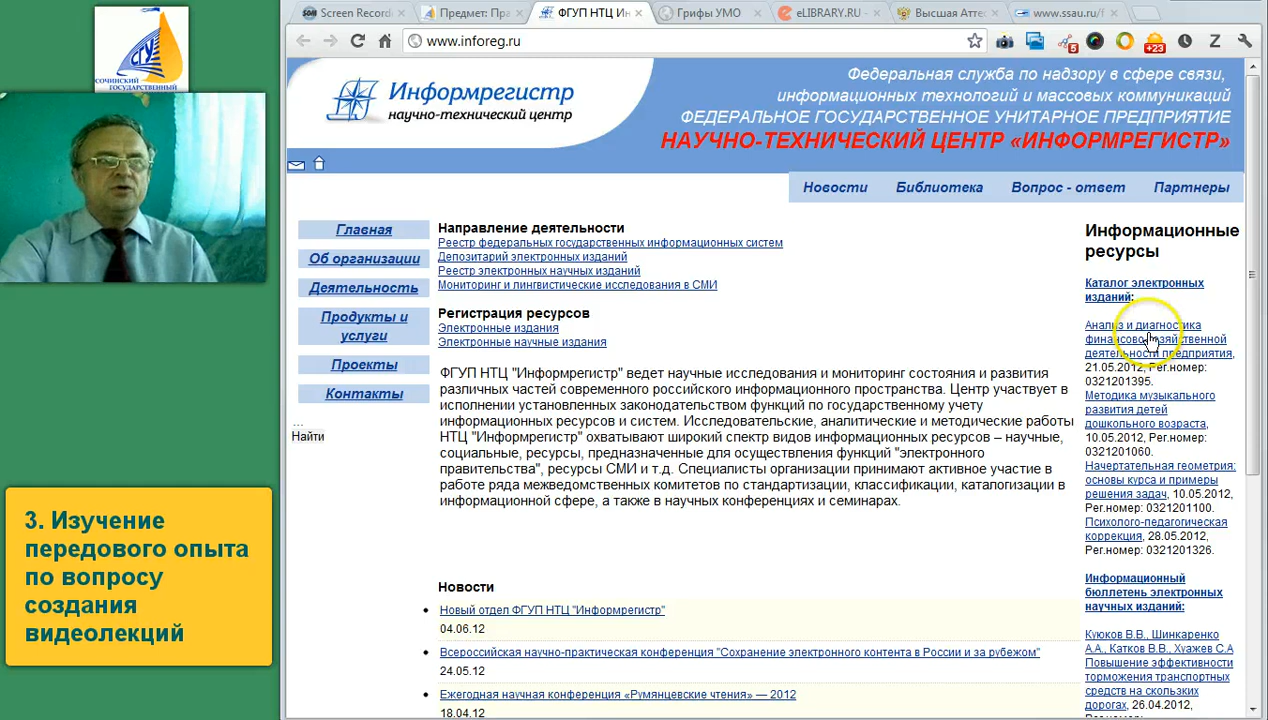 СГУ
СОЧИНСКИЙ
ГОСУДАРСТВЕННЫЙ
3. Изучение
передового опыта
по вопросу
создания
видеолекций
Screen Record
Предмет: Пра
ФГУП НТЦ Ин
Грифы УМО
eLIBRARY.RU -
Высшая Аттес
www.ssau.ru/f
www.inforeg.ru
5
+23
Z
Информрегистр
научно-технический центр
Федеральная служба по надзору в сфере связи,
информационных технологий и массовых коммуникаций
ФЕДЕРАЛЬНОЕ ГОСУДАРСТВЕННОЕ УНИТАРНОЕ ПРЕДПРИЯТИЕ
НАУЧНО-ТЕХНИЧЕСКИЙ ЦЕНТР «ИНФОРМРЕГИСТР»
Новости Библиотека Вопрос - ответ Партнеры
Главная
Об организации
Деятельность
Продукты и
услуги
Проекты
Контакты
...
Найти
Направление деятельности
Реестр федеральных государственных информационных систем
Депозитарий электронных изданий
Реестр электронных научных изданий
Мониторинг и лингвистические исследования в СМИ
Регистрация ресурсов
Электронные издания
Электронные научные издания
ФГУП НТЦ "Информрегистр" ведет научные исследования и мониторинг состояния и развития
различных частей современного российского информационного пространства. Центр участвует в
исполнении установленных законодательством функций по государственному учету
информационных ресурсов и систем. Исследовательские, аналитические и методические работы
НТЦ "Информрегистр" охватывают широкий спектр видов информационных ресурсов – научные,
социальные, ресурсы, предназначенные для осуществления функций "электронного
правительства", ресурсы СМИ и т.д. Специалисты организации принимают активное участие в
работе ряда межведомственных комитетов по стандартизации, классификации, каталогизации в
информационной сфере, а также в научных конференциях и семинарах.
Новости
Новый отдел ФГУП НТЦ "Информрегистр"
04.06.12
Всероссийская научно-практическая конференция "Сохранение электронного контента в России и за рубежом"
24.05.12
Ежегодная научная конференция «Румянцевские чтения» — 2012
18.04.12
Информационные
ресурсы
Каталог электронных
изданий:
Анализ и диагностика
финансово-хозяйственной
деятельности предприятия,
21.05.2012, Рег.номер:
0321201395.
Методика музыкального
развития детей
дошкольного возраста,
10.05.2012, Рег.номер:
0321201060.
Начертательная геометрия:
основы курса и примеры
решения задач, 10.05.2012,
Рег.номер: 0321201100.
Психолого-педагогическая
коррекция, 28.05.2012,
Рег.номер: 0321201326.
Информационный
бюллетень электронных
научных изданий:
Куюков В.В., Шинкаренко
А.А., Катков В.В., Хуажев С.А
Повышение эффективности
торможения транспортных
средств на скользких
дорогах, 26.04.2012,